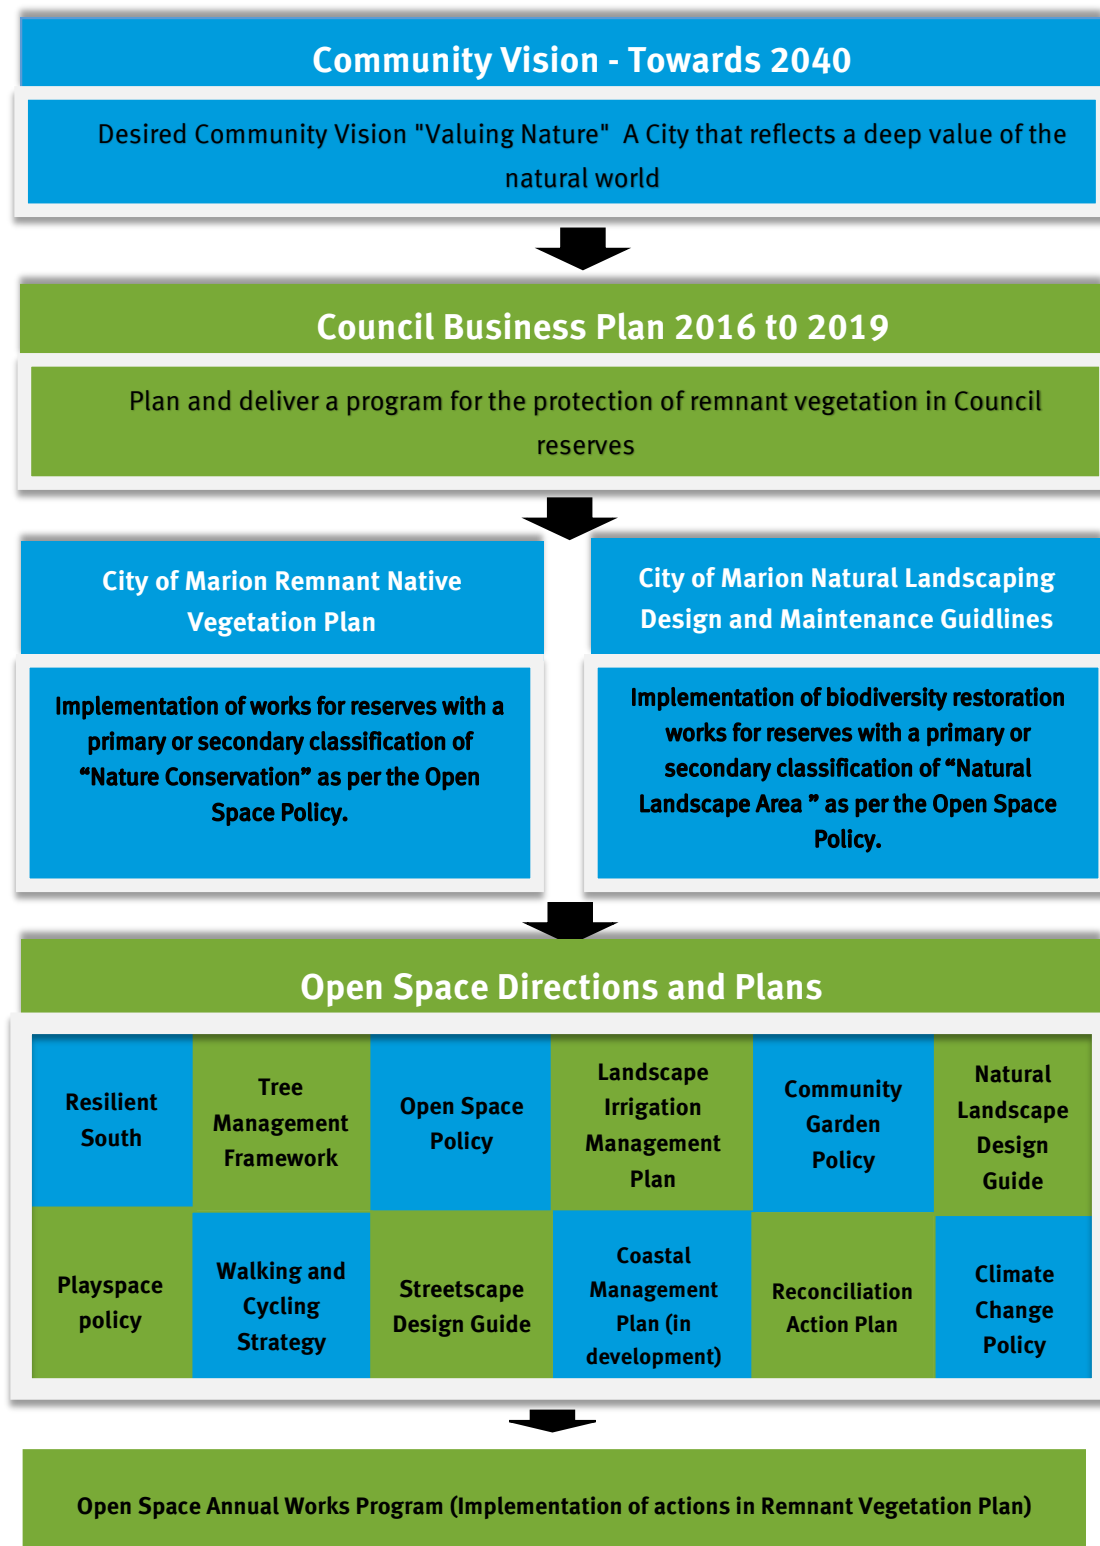 Community Vision - Towards 2040
Desired Community Vision "Valuing Nature" A City that reflects a deep value of the
natural world
Council Business Plan 2016 t0 2019
Plan and deliver a program for the protection of remnant vegetation in Council
reserves
City of Marion Remnant Native
Vegetation Plan
Implementation of works for reserves with a
primary or secondary classification of
“Nature Conservation” as per the Open
Space Policy.
City of Marion Natural Landscaping
Design and Maintenance Guidlines
Implementation of biodiversity restoration
works for reserves with a primary or
secondary classification of “Natural
Landscape Area ” as per the Open Space
Policy.
Open Space Directions and Plans
Resilient
South
Tree
Management
Framework
Open Space
Policy
Landscape
Irrigation
Management
Plan
Community
Garden
Policy
Natural
Landscape
Design
Guide
Playspace
policy
Walking and
Cycling
Strategy
Streetscape
Design Guide
Coastal
Management
Plan (in
development)
Reconciliation
Action Plan
Climate
Change
Policy
Open Space Annual Works Program (Implementation of actions in Remnant Vegetation Plan)